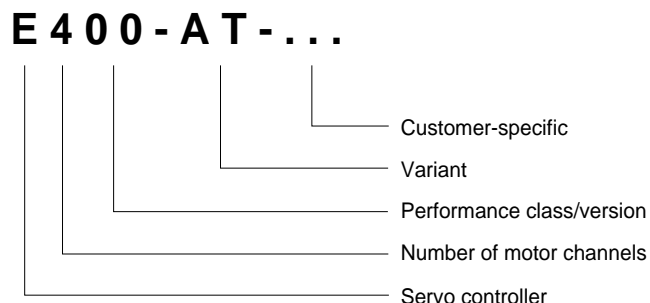 E400-AT-...
Customer-specific
Variant
Performance class/version
Number of motor channels
Servo controller